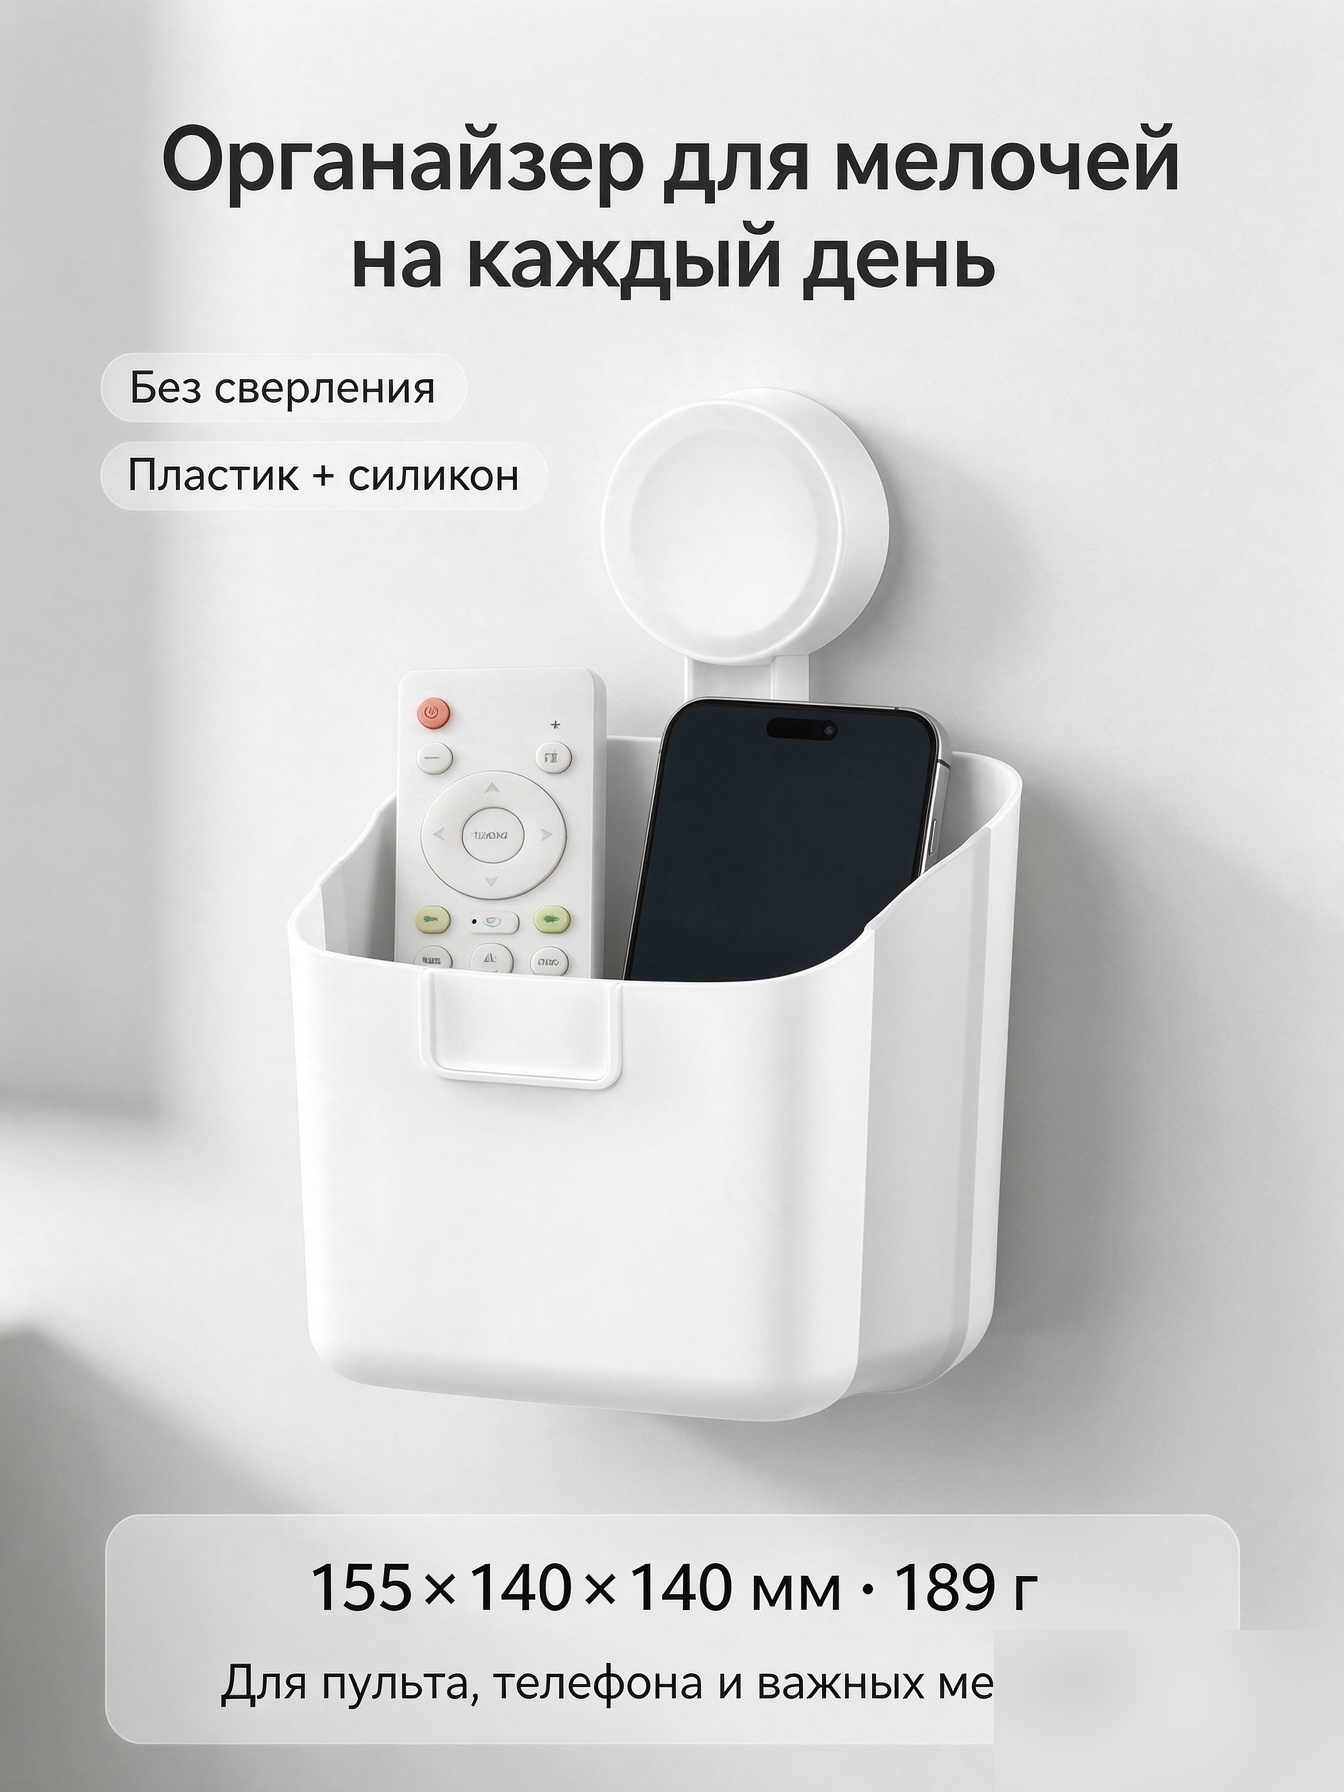 Органайзер для мелочей
на каждый день
Без сверления
Пластик + силикон
155×140×140 мм · 189 г
Для пульта, телефона и важных ме